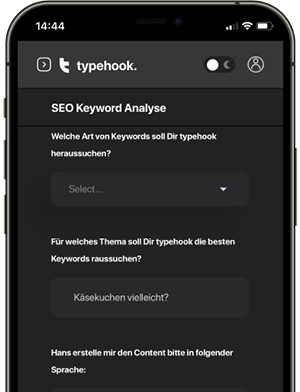 14:44
typehook.
SEO Keyword Analyse
Welche Art von Keywords soll Dir typehook
heraussuchen?
Select...
Für welches Thema soll Dir typehook die besten
Keywords raussuchen?
Käsekuchen vielleicht?
Hans erstelle mir den Content bitte in folgender
Sprache: